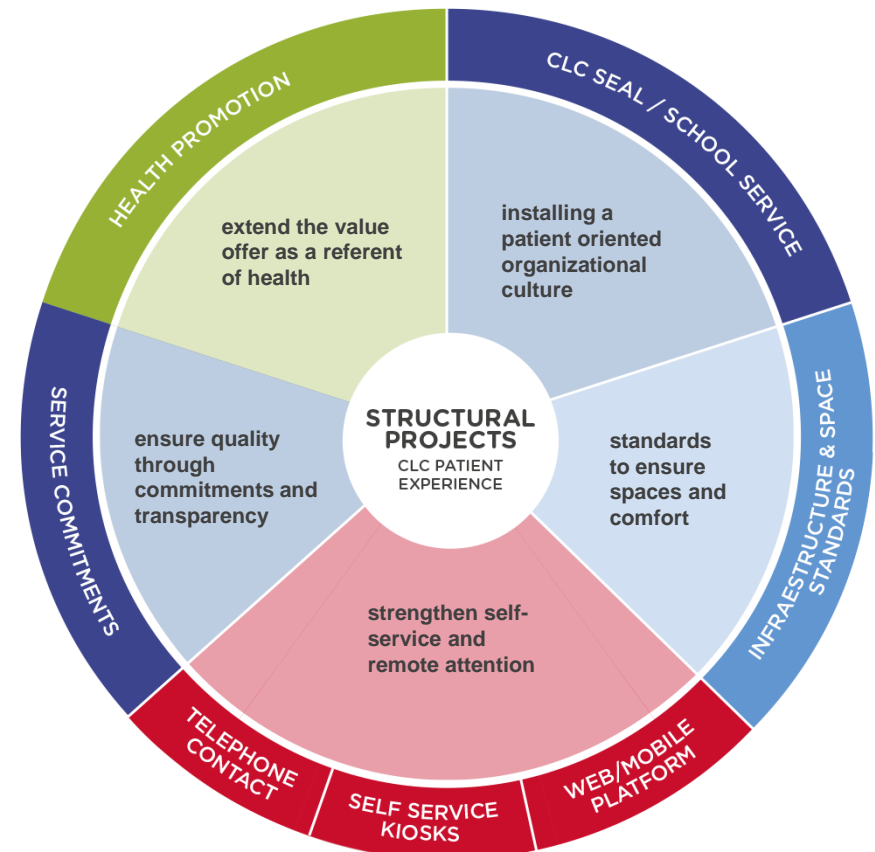 HEALTH PROMOTION
CLC SEAL / SCHOOL SERVICE
extend the value
offer as a referent
of health
installing a
patient oriented
organizational
culture
SERVICE COMMITMENTS
ensure quality
through
commitments and
transparency
STRUCTURAL
PROJECTS
CLC PATIENT
EXPERIENCE
standards
to ensure
spaces and
comfort
INFRAESTRUCTURE & SPACE
STANDARDS
strengthen self-
service and
remote attention
TELEPHONE
CONTACT
SELF SERVICE
KIOSKS
WEB/MOBILE
PLATFORM